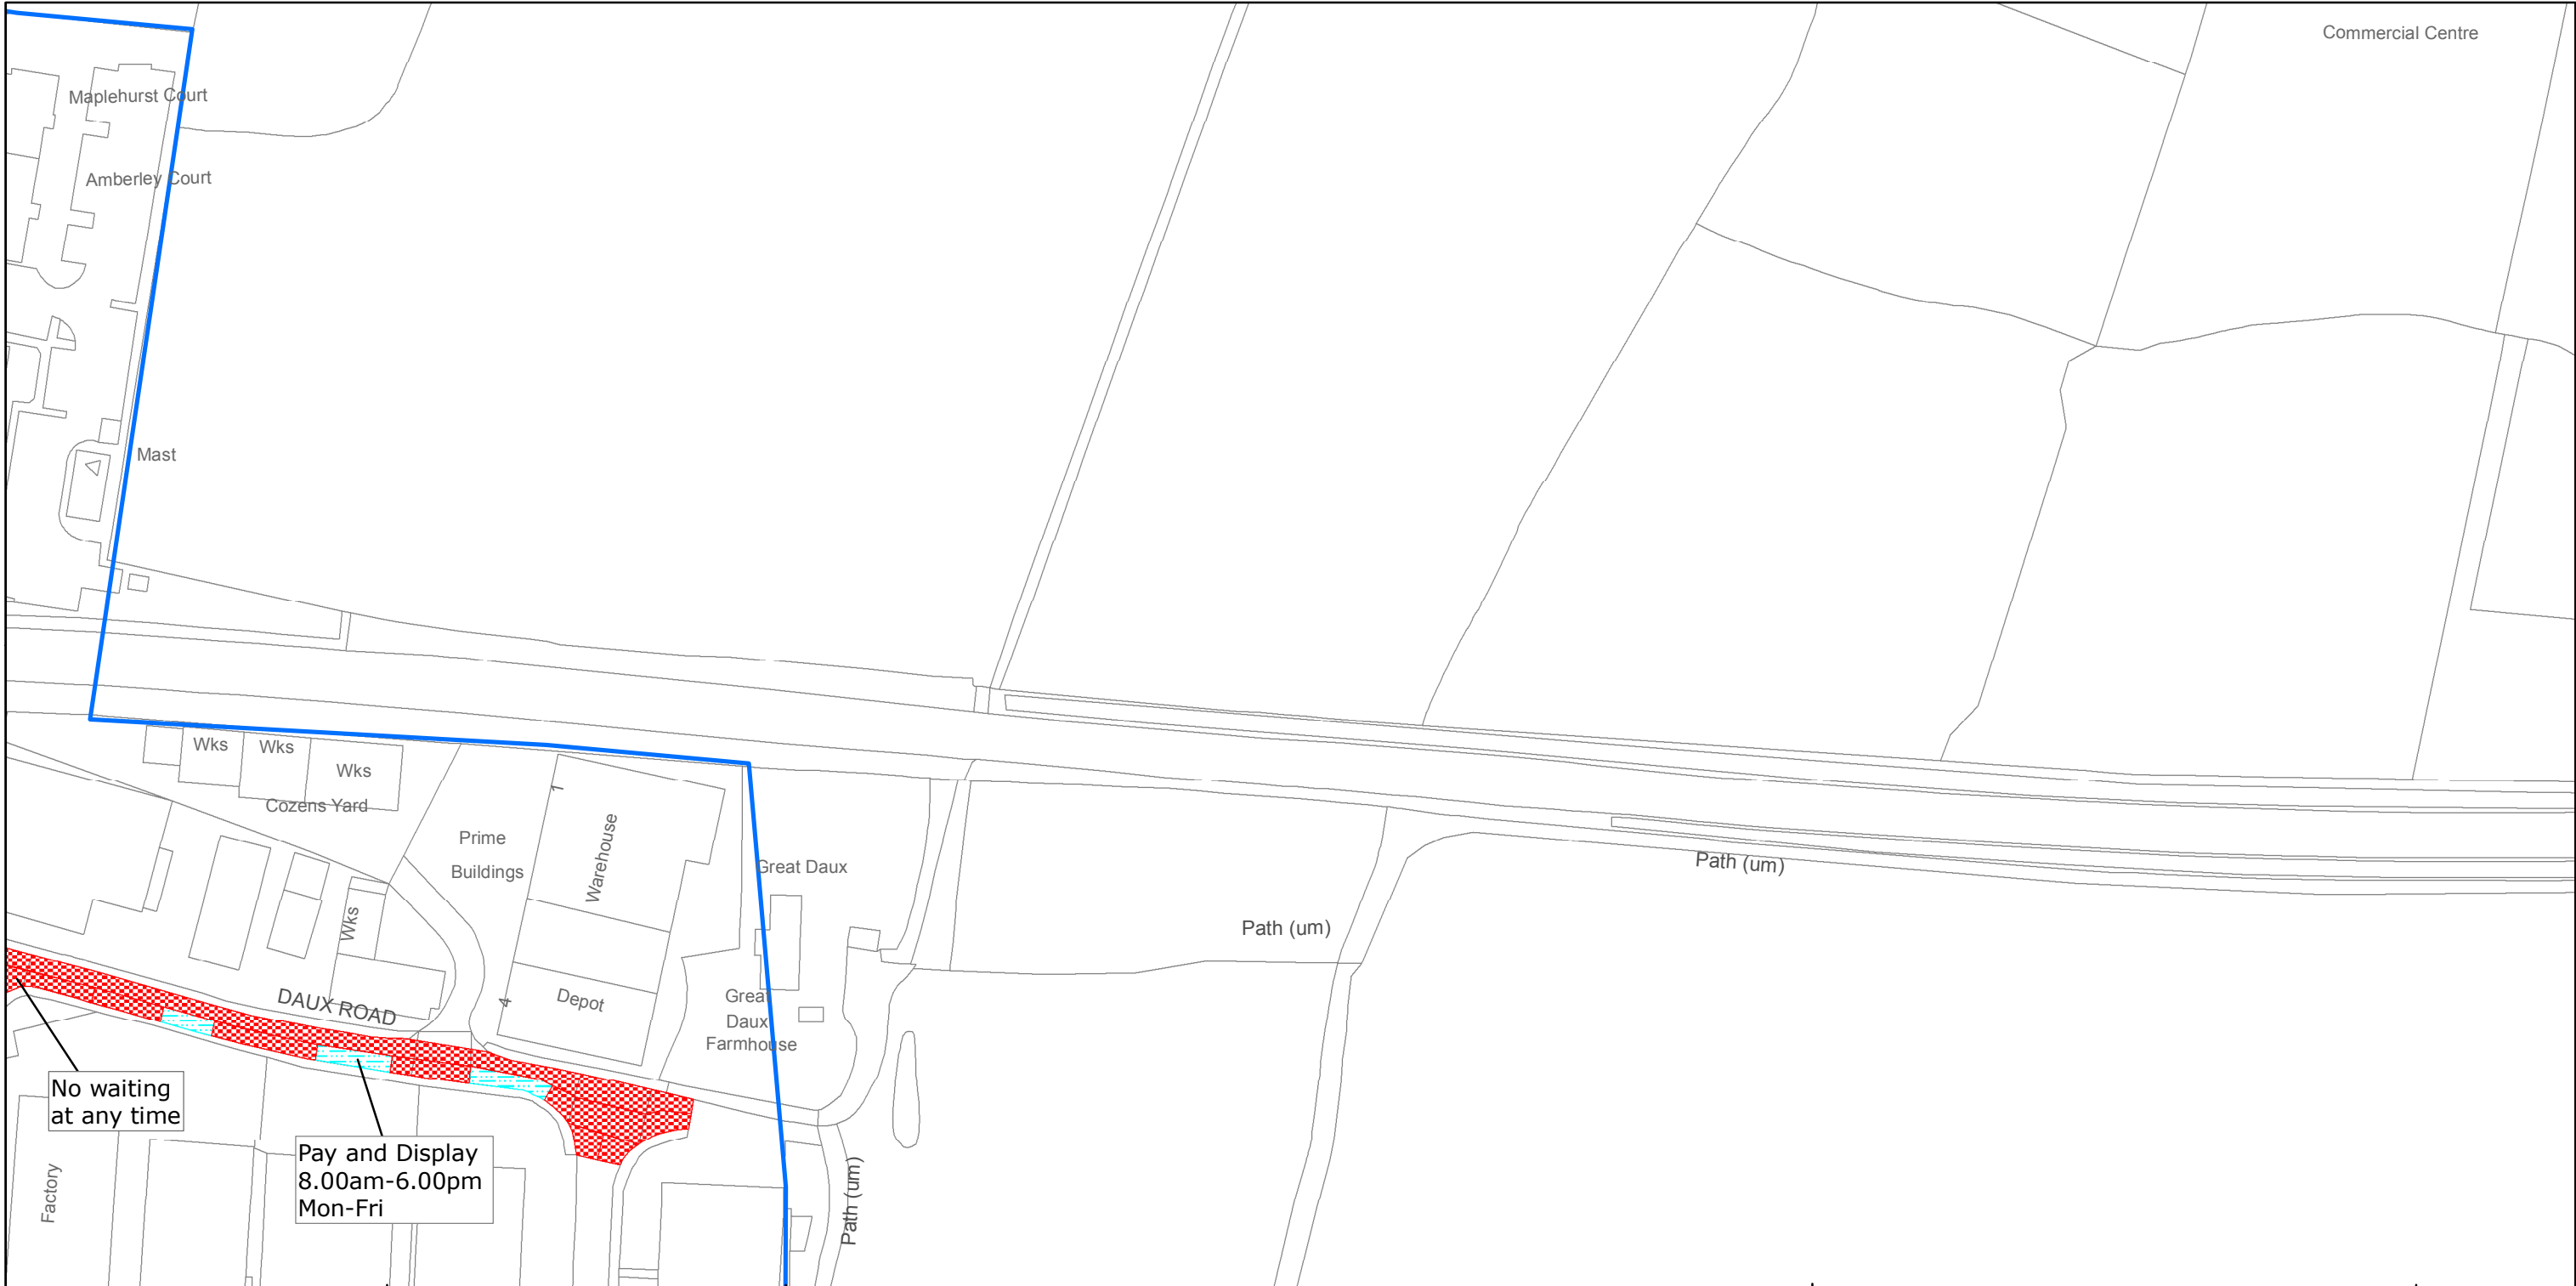 Commercial Centre
Maplehurst Court
Amberley Court
Mast
Wks
Wks
Wks
Cozens Yard
1
Prime
Buildings
Warehouse
Great Daux
Path (um)
Path (um)
Wks
4
Depot
DAUX ROAD
Great
Daux
Farmhouse
No waiting
at any time
Pay and Display
8.00am-6.00pm
Mon-Fri
Factory
Path (um)